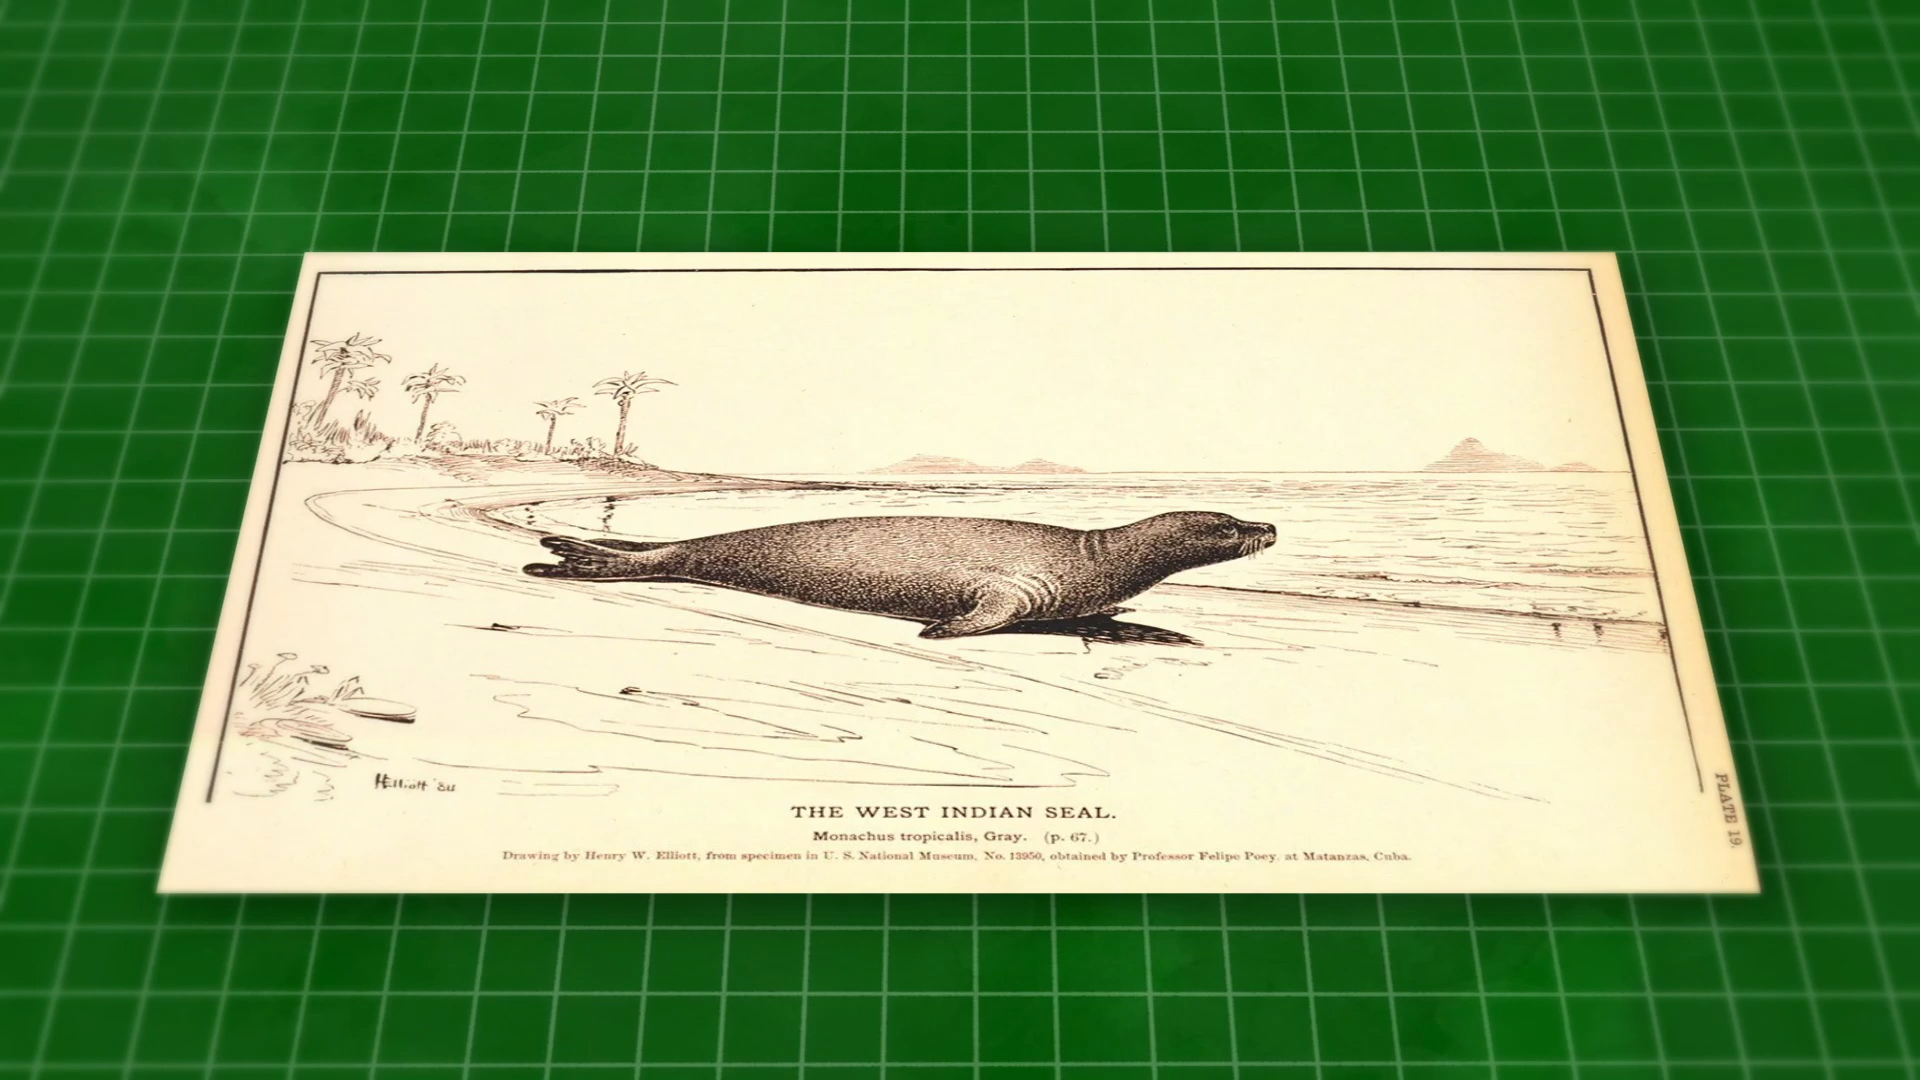 HElliott '84
THE WEST INDIAN SEAL.
Monachus tropicalis, Gray. (p. 67.)
Drawing by Henry W. Elliott, from specimen in U. S. National Museum, No. 13950, obtained by Professor Felipe Poey, at Matanzas, Cuba.
PLATE 19.